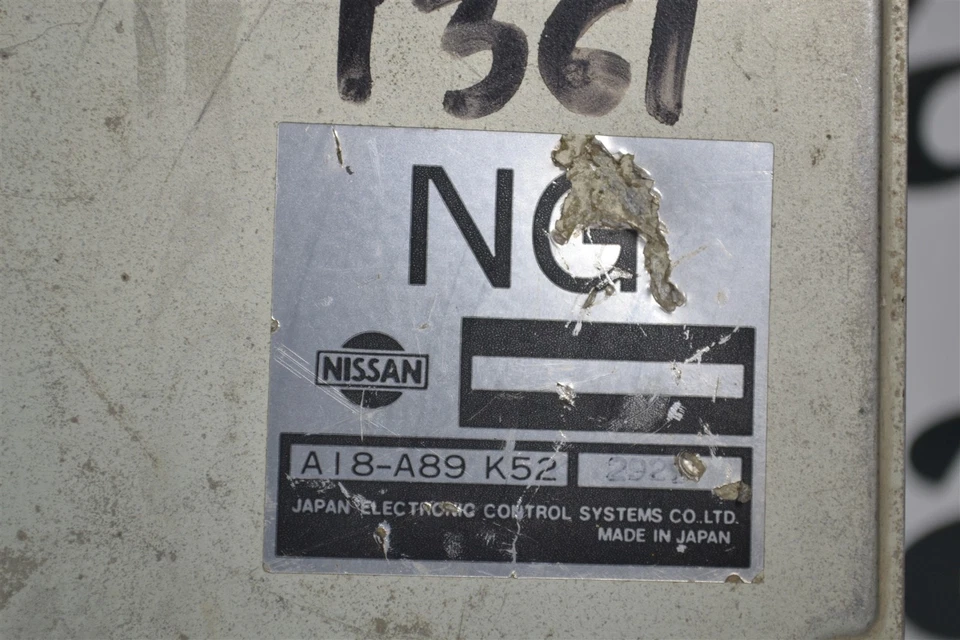 1361
NG
NISSAN
A18-A89 K52
JAPAN ELECTRONIC CONTROL SYSTEMS CO.,LTD.
MADE IN JAPAN